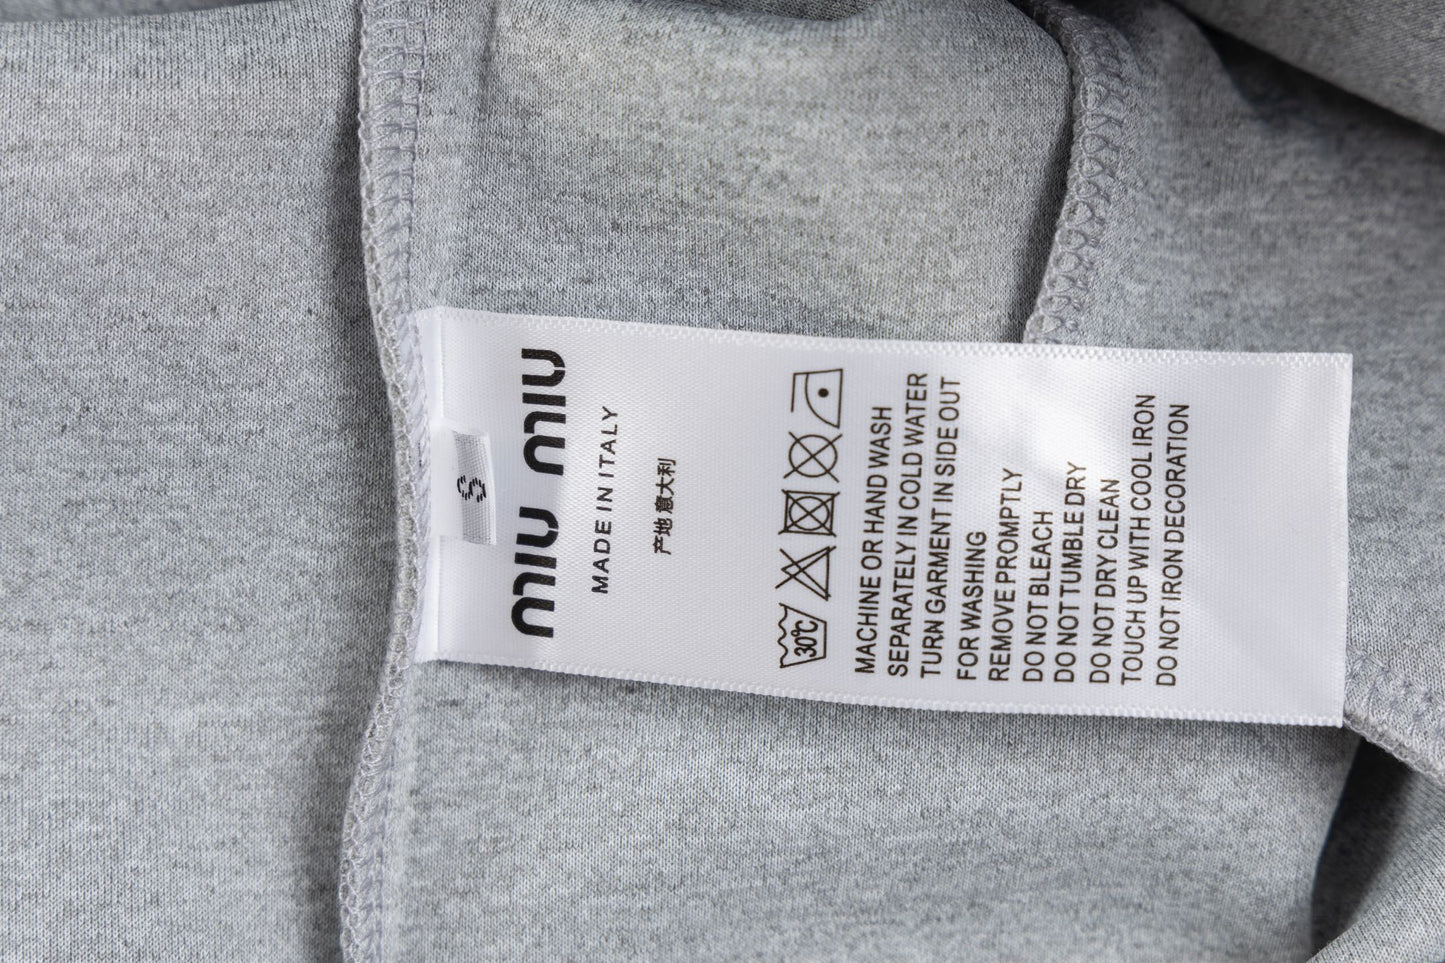 S
miu miu
MADE IN ITALY
产地 意大利
30℃
MACHINE OR HAND WASH
SEPARATELY IN COLD WATER
TURN GARMENT IN SIDE OUT
FOR WASHING
REMOVE PROMPTLY
DO NOT BLEACH
DO NOT TUMBLE DRY
DO NOT DRY CLEAN
TOUCH UP WITH COOL IRON
DO NOT IRON DECORATION